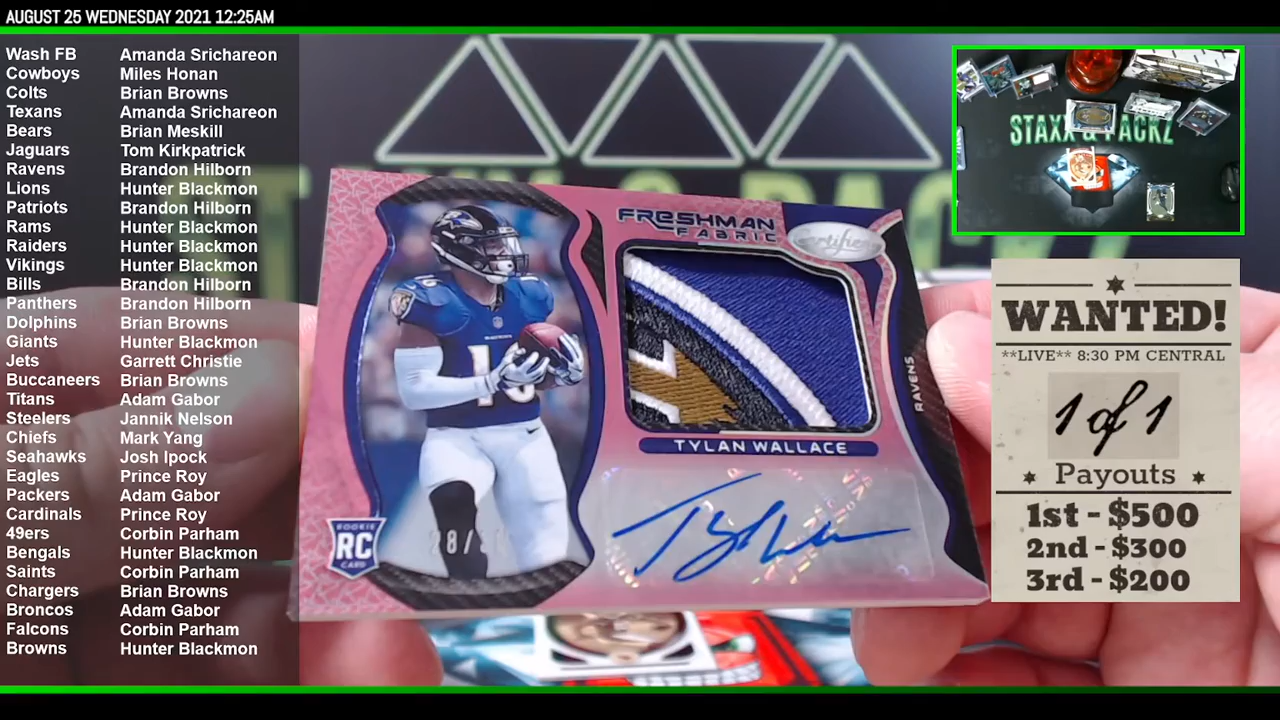 AUGUST 25 WEDNESDAY 2021 12:25AM
Wash FB Amanda Srichareon
Cowboys Miles Honan
Colts Brian Browns
Texans Amanda Srichareon
Bears Brian Meskill
Jaguars Tom Kirkpatrick
Ravens Brandon Hilborn
Lions Hunter Blackmon
Patriots Brandon Hilborn
Rams Hunter Blackmon
Raiders Hunter Blackmon
Vikings Hunter Blackmon
Bills Brandon Hilborn
Panthers Brandon Hilborn
Dolphins Brian Browns
Giants Hunter Blackmon
Jets Garrett Christie
Buccaneers Brian Browns
Titans Adam Gabor
Steelers Jannik Nelson
Chiefs Mark Yang
Seahawks Josh Ipock
Eagles Prince Roy
Packers Adam Gabor
Cardinals Prince Roy
49ers Corbin Parham
Bengals Hunter Blackmon
Saints Corbin Parham
Chargers Brian Browns
Broncos Adam Gabor
Falcons Corbin Parham
Browns Hunter Blackmon
FRESHMAN
FABRIC
Certified
RAVENS
TYLAN WALLACE
ROOKIE
RC
CARD
STAXX & PACKZ
WANTED!
**LIVE** 8:30 PM CENTRAL
1 of 1
Payouts
1st - $500
2nd - $300
3rd - $200